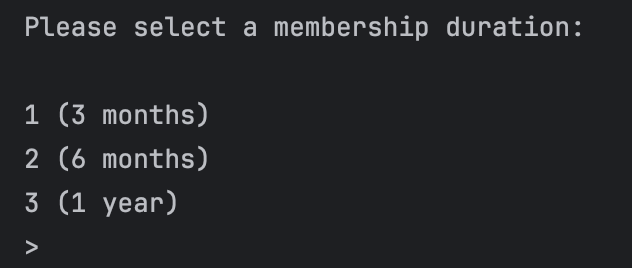 Please select a membership duration:
1 (3 months)
2 (6 months)
3 (1 year)
>